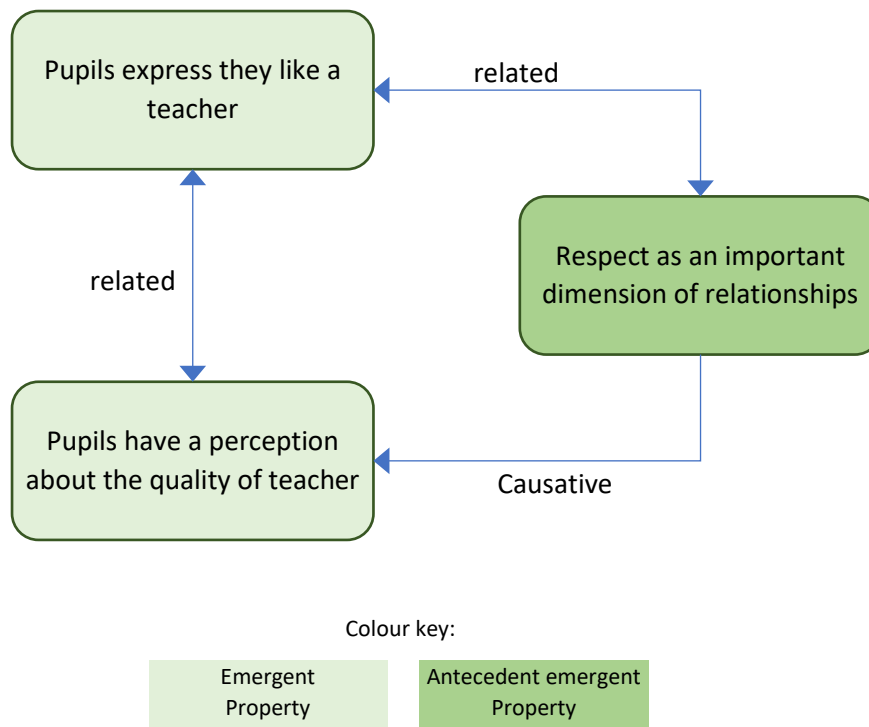 Pupils express they like a
teacher
related
Respect as an important
dimension of relationships
related
Pupils have a perception
about the quality of teacher
Causative
Colour key:
Emergent
Property
Antecedent emergent
Property